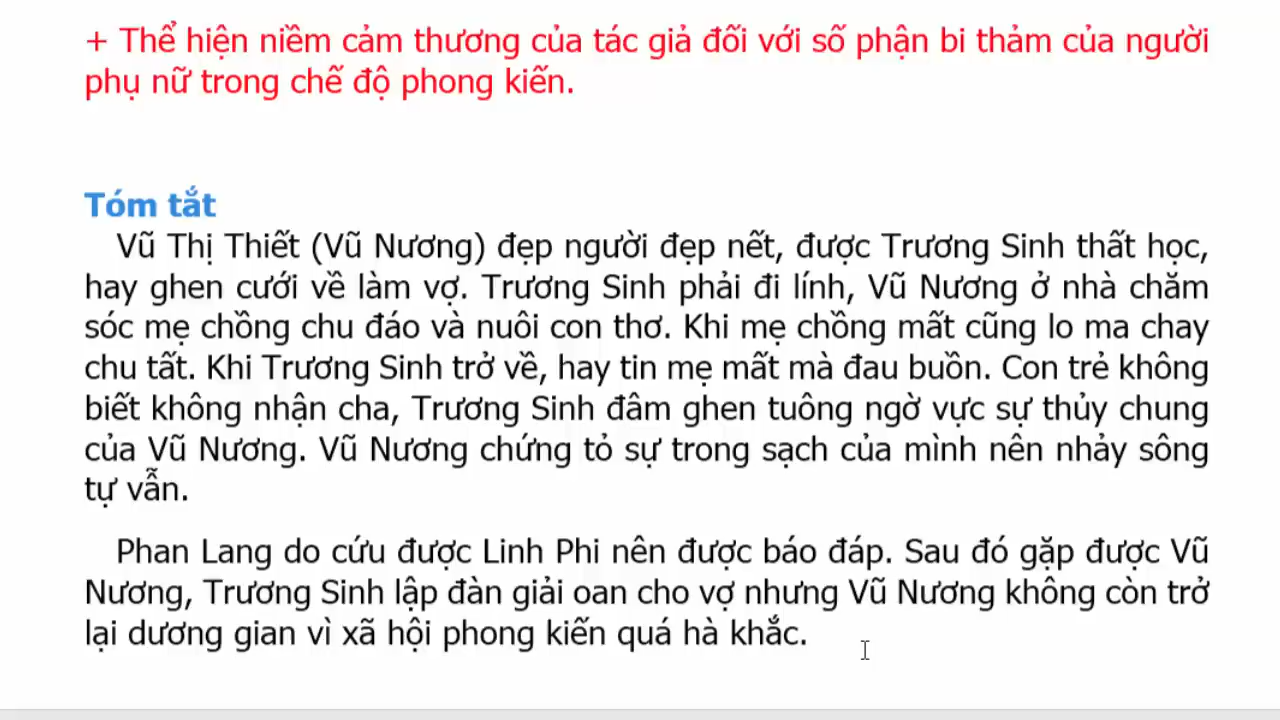 + Thể hiện niềm cảm thương của tác giả đối với số phận bi thảm của người
phụ nữ trong chế độ phong kiến.
Tóm tắt
Vũ Thị Thiết (Vũ Nương) đẹp người đẹp nết, được Trương Sinh thất học,
hay ghen cưới về làm vợ. Trương Sinh phải đi lính, Vũ Nương ở nhà chăm
sóc mẹ chồng chu đáo và nuôi con thơ. Khi mẹ chồng mất cũng lo ma chay
chu tất. Khi Trương Sinh trở về, hay tin mẹ mất mà đau buồn. Con trẻ không
biết không nhận cha, Trương Sinh đâm ghen tuông ngờ vực sự thủy chung
của Vũ Nương. Vũ Nương chứng tỏ sự trong sạch của mình nên nhảy sông
tự vẫn.
Phan Lang do cứu được Linh Phi nên được báo đáp. Sau đó gặp được Vũ
Nương, Trương Sinh lập đàn giải oan cho vợ nhưng Vũ Nương không còn trở
lại dương gian vì xã hội phong kiến quá hà khắc.